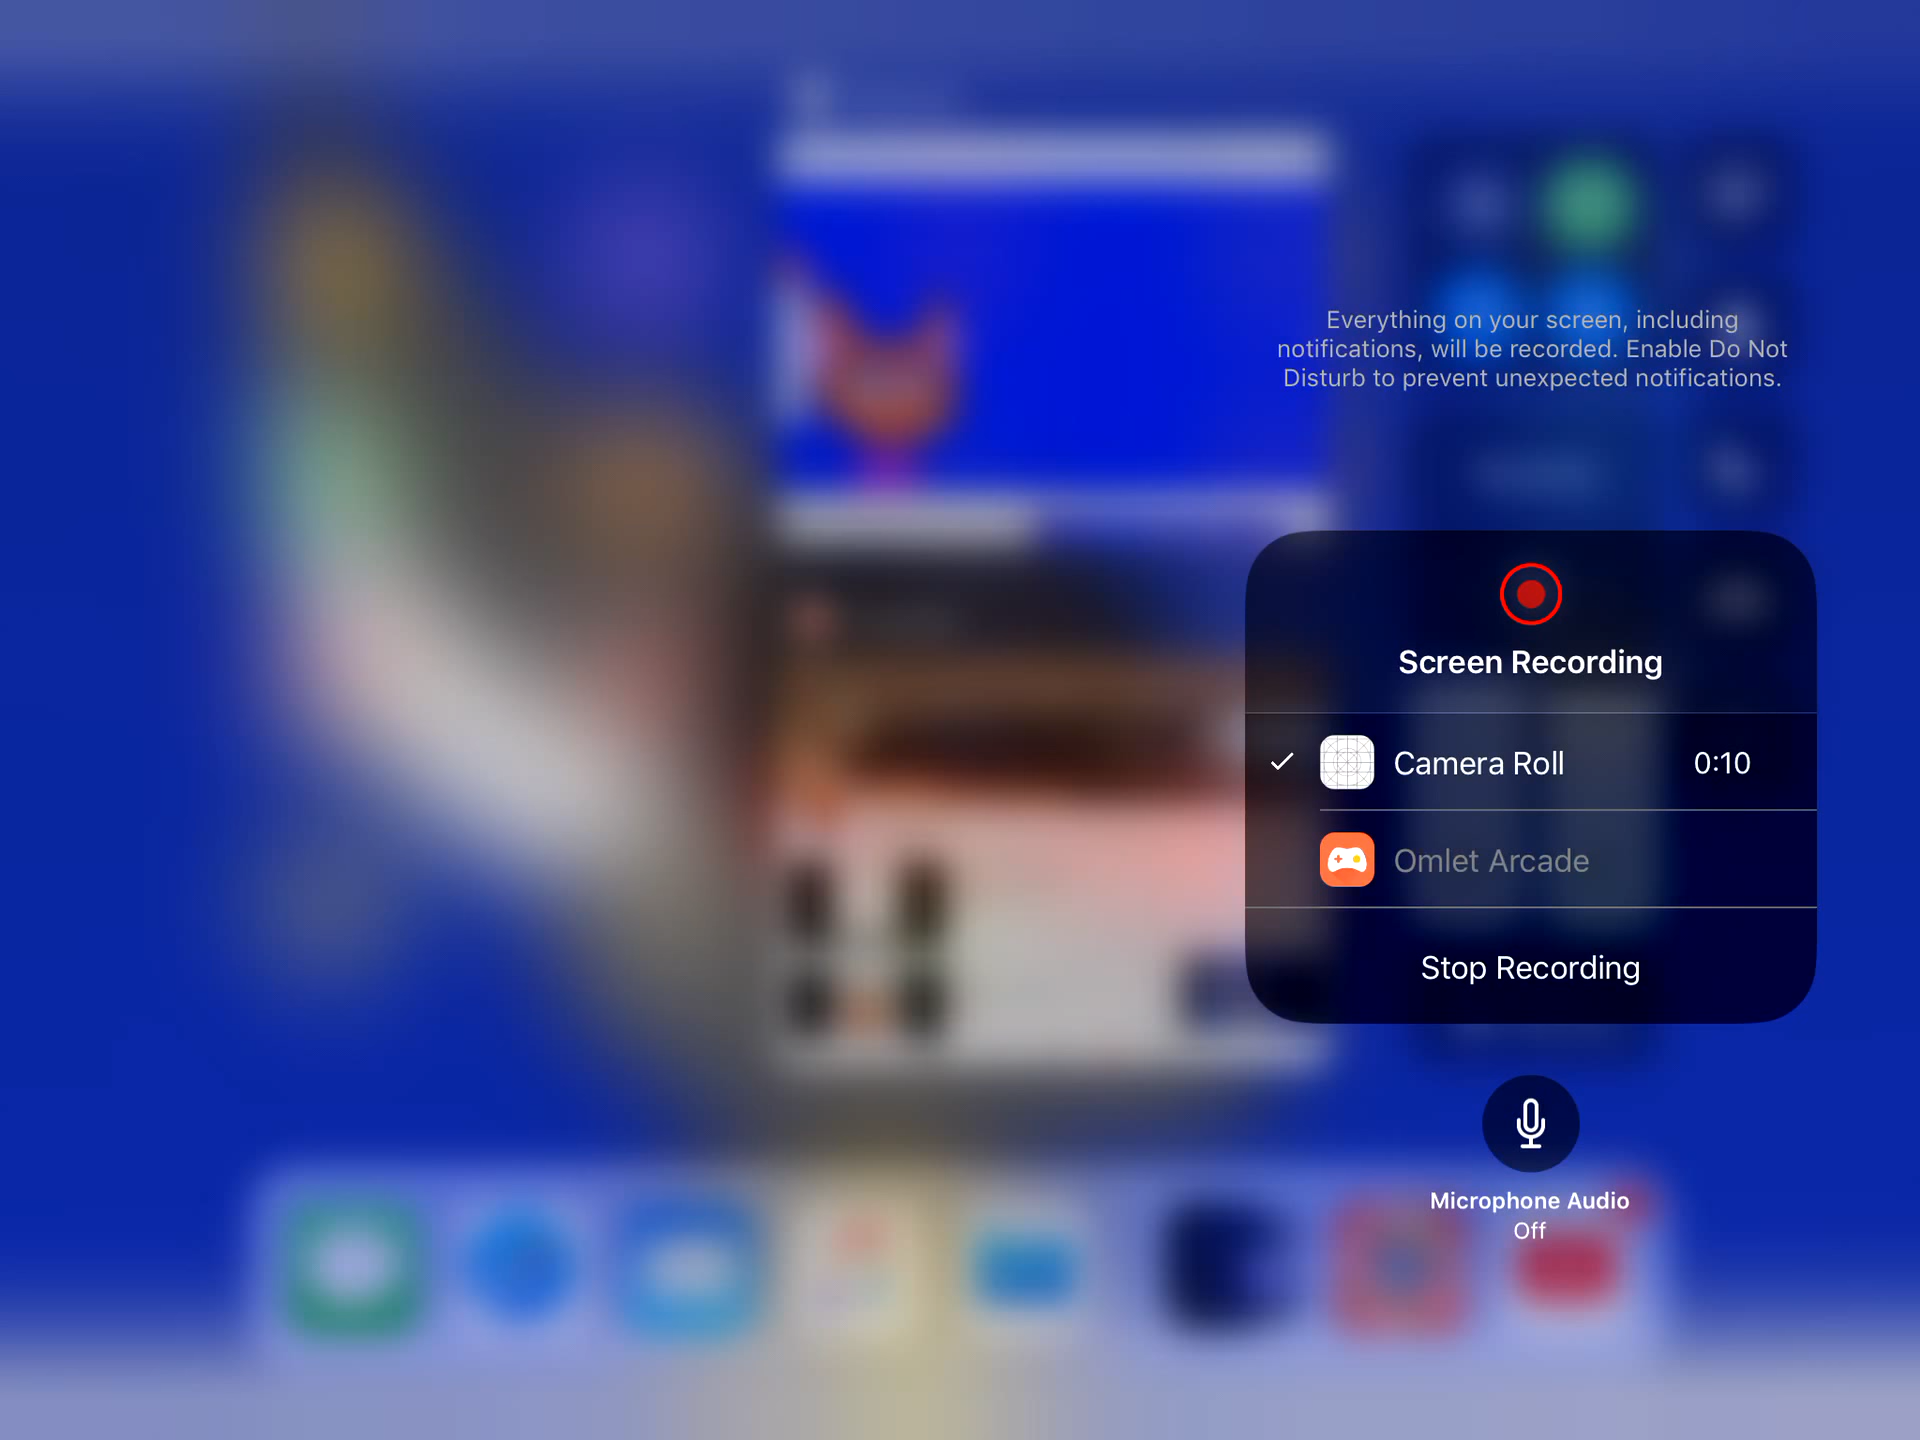 Everything on your screen, including
notifications, will be recorded. Enable Do Not
Disturb to prevent unexpected notifications.
Screen Recording
Camera Roll 0:10
Omlet Arcade
Stop Recording
Microphone Audio
Off